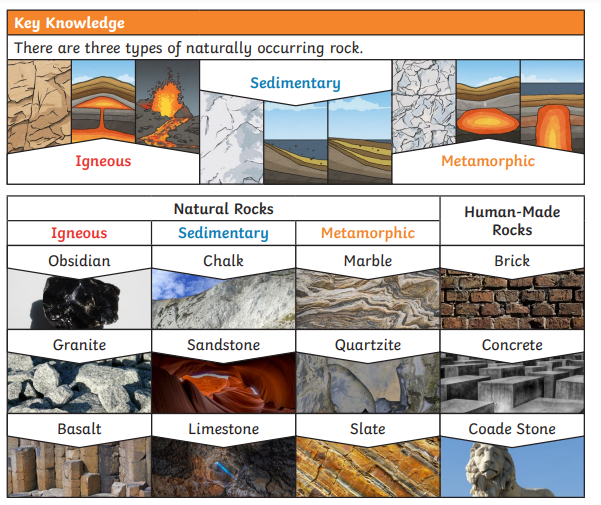 Key Knowledge
There are three types of naturally occurring rock.
Igneous
Sedimentary
Metamorphic
Natural Rocks
Human-Made
Rocks
Igneous
Sedimentary
Metamorphic
Obsidian
Chalk
Marble
Brick
Granite
Sandstone
Quartzite
Concrete
Basalt
Limestone
Slate
Coade Stone